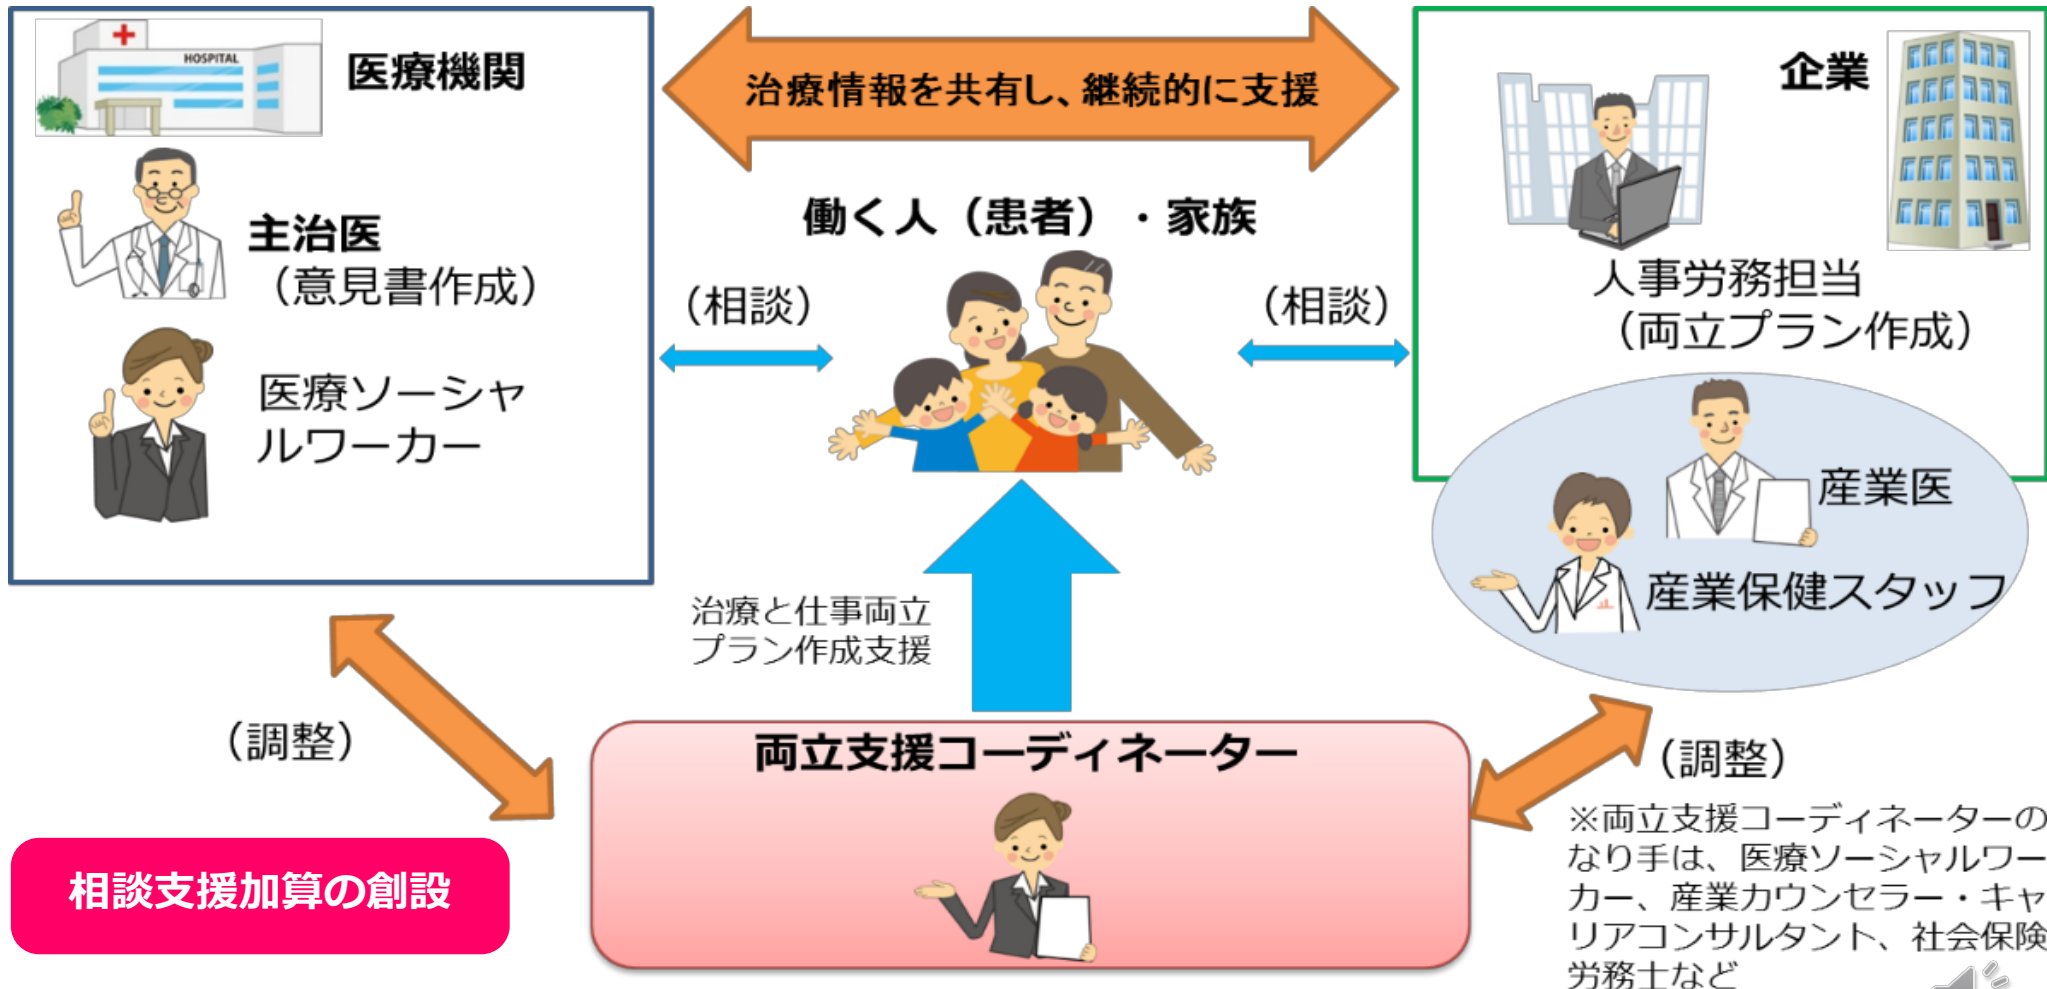 HOSPITAL
医療機関
治療情報を共有し、継続的に支援
企業
主治医
（意見書作成）
医療ソーシャ
ルワーカー
働く人（患者）・家族
（相談）
（相談）
人事労務担当
（両立プラン作成）
産業医
産業保健スタッフ
治療と仕事両立
プラン作成支援
（調整）
両立支援コーディネーター
（調整）
相談支援加算の創設
※両立支援コーディネーターの
なり手は、医療ソーシャルワー
カー、産業カウンセラー・キャ
リアコンサルタント、社会保険
労務士など